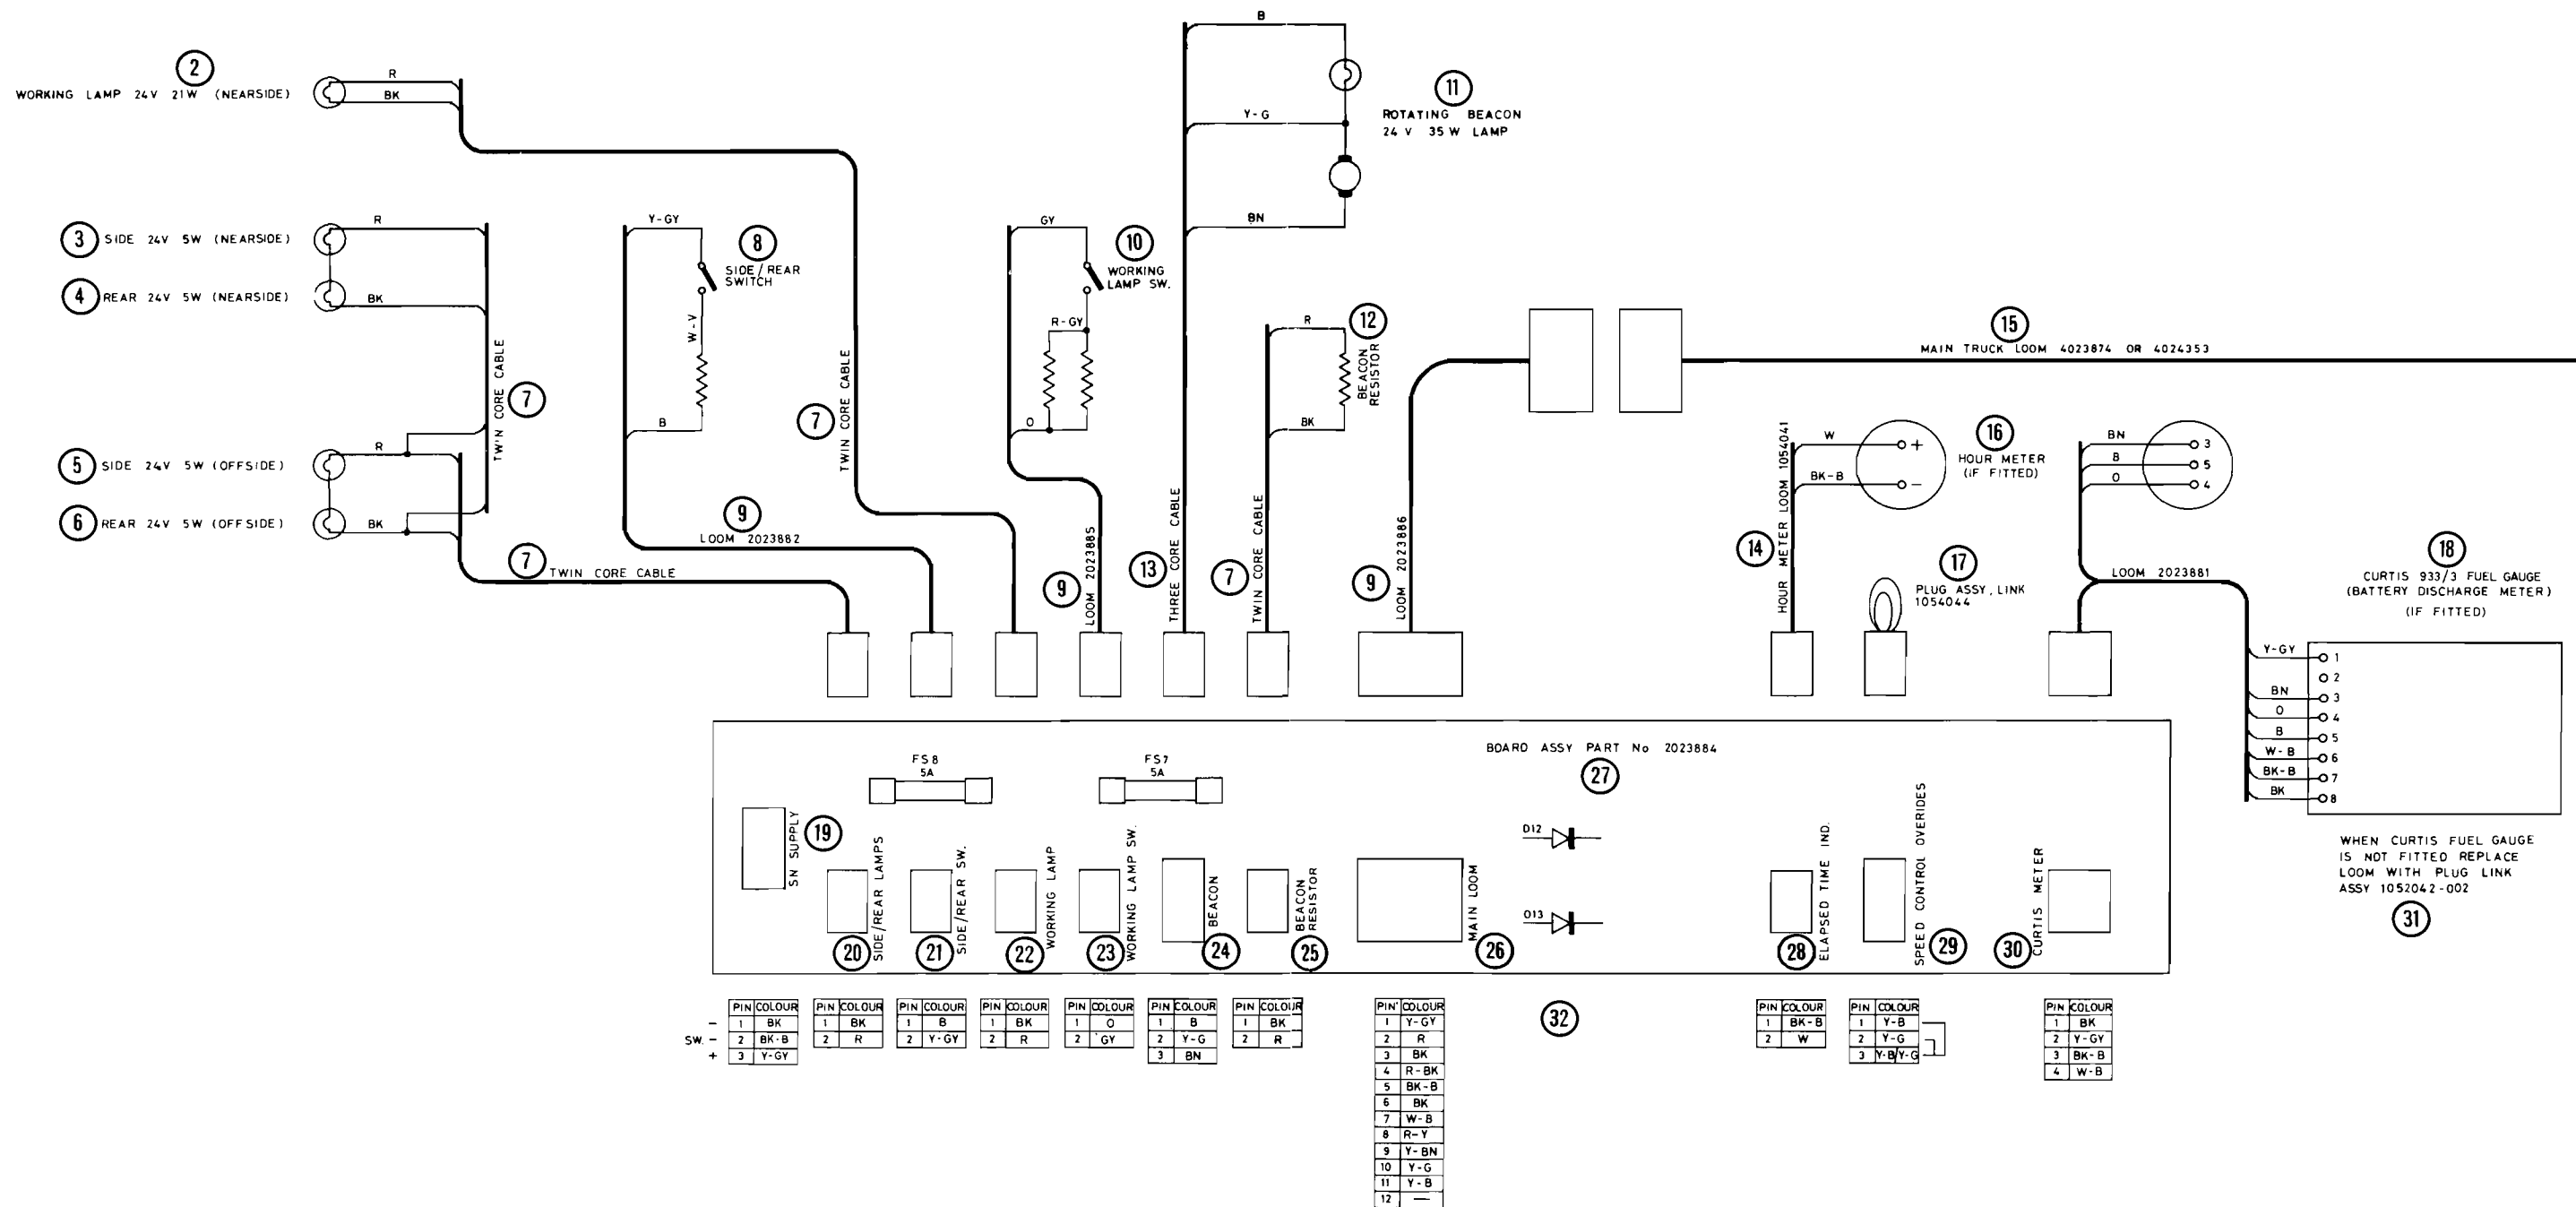 B
2
WORKING LAMP 24V 21W (NEARSIDE)
R
BK
11
ROTATING BEACON
24 V 35 W LAMP
Y-G
BN
3 SIDE 24V 5W (NEARSIDE)
R
4 REAR 24V 5W (NEARSIDE)
BK
TWIN CORE CABLE
7
5 SIDE 24V 5W (OFFSIDE)
R
6 REAR 24V 5W (OFFSIDE)
BK
7 TWIN CORE CABLE
Y-GY
8
SIDE/REAR
SWITCH
W-V
B
9
LOOM 2023882
7
TWIN CORE CABLE
GY
10
WORKING
LAMP SW.
R-GY
O
9
LOOM 2023885
13
THREE CORE CABLE
R
12
BEACON
RESISTOR
BK
7
TWIN CORE CABLE
9
LOOM 2023886
15
MAIN TRUCK LOOM 4023874 OR 4024353
14
HOUR METER LOOM 1054041
W
BK-B
+
-
16
HOUR METER
(IF FITTED)
17
PLUG ASSY, LINK
1054044
BN
B
O
3
5
4
LOOM 2023881
18
CURTIS 933/3 FUEL GAUGE
(BATTERY DISCHARGE METER)
(IF FITTED)
Y-GY 1
2
BN 3
O 4
B 5
W-B 6
BK-B 7
BK 8
WHEN CURTIS FUEL GAUGE
IS NOT FITTED REPLACE
LOOM WITH PLUG LINK
ASSY 1052042-002
31
BOARD ASSY PART No 2023884
27
FS8
5A
FS7
5A
19
SN SUPPLY
20
SIDE/REAR LAMPS
21
SIDE/REAR SW.
22
WORKING LAMP
23
WORKING LAMP SW.
24
BEACON
25
BEACON
RESISTOR
26
MAIN LOOM
D12
D13
28
ELAPSED TIME IND.
29
SPEED CONTROL OVERIDES
30
CURTIS METER
PIN COLOUR
- 1 BK
SW. - 2 BK-B
+ 3 Y-GY
PIN COLOUR
1 BK
2 R
PIN COLOUR
1 B
2 Y-GY
PIN COLOUR
1 BK
2 R
PIN COLOUR
1 O
2 GY
PIN COLOUR
1 B
2 Y-G
3 BN
PIN COLOUR
1 BK
2 R
PIN COLOUR
1 Y-GY
2 R
3 BK
4 R-BK
5 BK-B
6 BK
7 W-B
8 R-Y
9 Y-BN
10 Y-G
11 Y-B
12 —
32
PIN COLOUR
1 BK-B
2 W
PIN COLOUR
1 Y-B
2 Y-G
3 Y-B/Y-G
PIN COLOUR
1 BK
2 Y-GY
3 BK-B
4 W-B